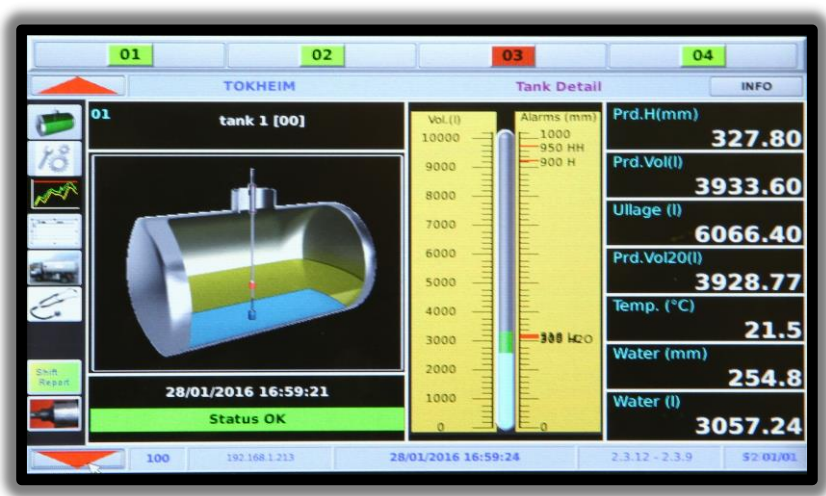 01 02 03 04
TOKHEIM Tank Detail INFO
01 tank 1 [00]
Vol.(l) Alarms (mm)
10000 1000
950 HH
9000 900 H
8000
7000
6000
5000
4000
3000
2000
1000
0 0
Prd.H(mm)
327.80
Prd.Vol(l)
3933.60
Ullage (l)
6066.40
Prd.Vol20(l)
3928.77
Temp. (°C)
21.5
Water (mm)
254.8
Water (l)
3057.24
Shift
Report
28/01/2016 16:59:21
Status OK
100 192.168.1.213 28/01/2016 16:59:24 2.3.12 - 2.3.9 01/01